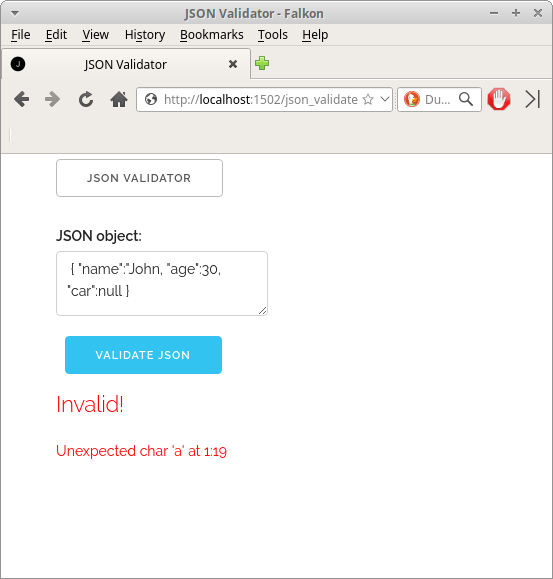 JSON Validator - Falkon
File Edit View History Bookmarks Tools Help
J JSON Validator
http://localhost:1502/json_validate Du...
JSON VALIDATOR
JSON object:
{ "name":"John, "age":30,
"car":null }
VALIDATE JSON
Invalid!
Unexpected char 'a' at 1:19